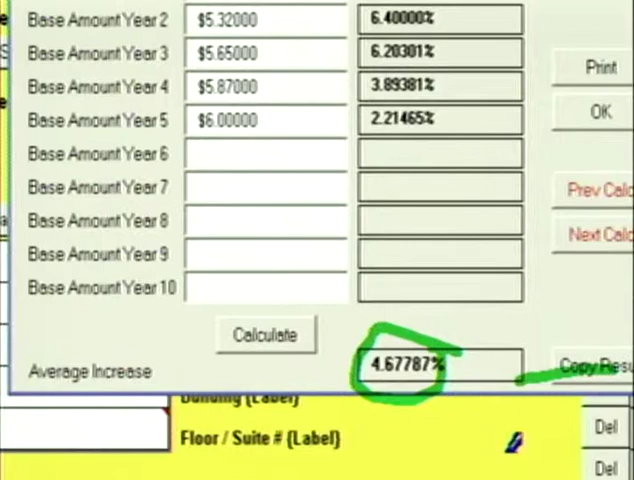 Base Amount Year 2 $5.32000 6.40000%
Base Amount Year 3 $5.65000 6.20301%
Base Amount Year 4 $5.87000 3.89381%
Base Amount Year 5 $6.00000 2.21465%
Base Amount Year 6
Base Amount Year 7
Base Amount Year 8
Base Amount Year 9
Base Amount Year 10
Calculate
Average Increase 4.67787%
Print
OK
Prev Calc
Next Calc
Copy Resu
Building {Label}
Floor / Suite # {Label}
Del
Del